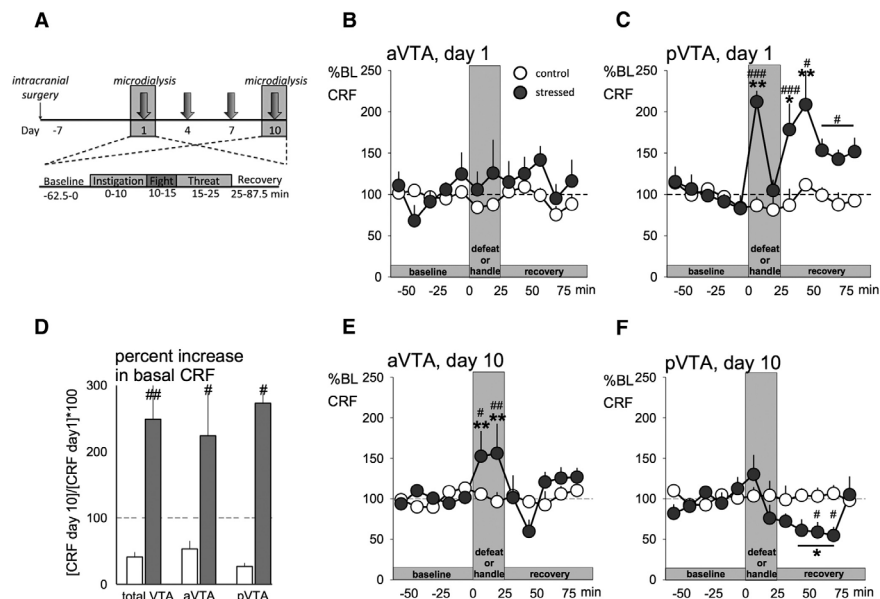 A
intracranial
surgery
microdialysis
microdialysis
Day
-7
1
4
7
10
Baseline
Instigation
Fight
Threat
Recovery
-62.5-0
0-10
10-15
15-25
25-87.5 min
B
aVTA, day 1
%BL
CRF
control
stressed
250
200
150
100
50
0
baseline
defeat
or
handle
recovery
-50
-25
0
25
50
75
min
C
pVTA, day 1
%BL
CRF
250
200
150
100
50
0
###
**
###
*
#
**
#
baseline
defeat
or
handle
recovery
-50
-25
0
25
50
75
min
D
percent increase
in basal CRF
[CRF day 10]/[CRF day1]*100
300
200
100
0
##
#
#
total VTA
aVTA
pVTA
E
aVTA, day 10
%BL
CRF
250
200
150
100
50
0
#
**
##
**
baseline
defeat
or
handle
recovery
-50
-25
0
25
50
75
min
F
pVTA, day 10
%BL
CRF
250
200
150
100
50
0
#
#
*
baseline
defeat
or
handle
recovery
-50
-25
0
25
50
75
min